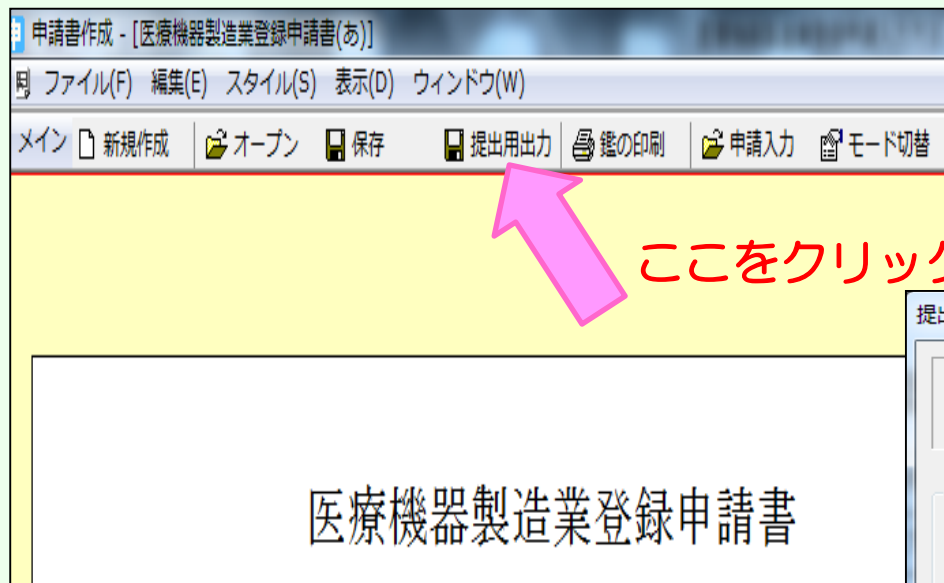 申請書作成 - [医療機器製造業登録申請書(あ)]
ファイル(F) 編集(E) スタイル(S) 表示(D) ウィンドウ(W)
メイン 新規作成 オープン 保存 提出用出力 鑑の印刷 申請入力 モード切替
ここをクリック
提出
医療機器製造業登録申請書